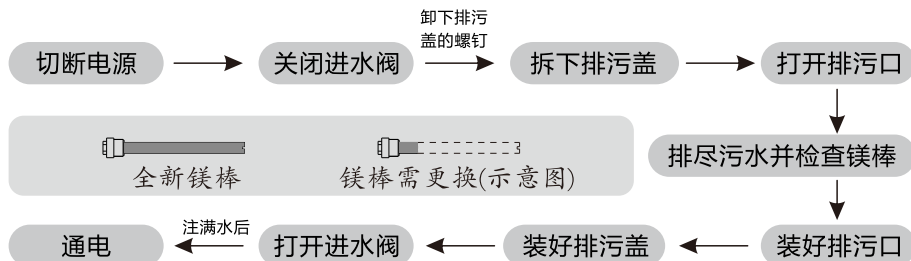 切断电源
关闭进水阀
卸下排污
盖的螺钉
拆下排污盖
打开排污口
排尽污水并检查镁棒
全新镁棒
镁棒需更换(示意图)
装好排污口
装好排污盖
打开进水阀
注满水后
通电